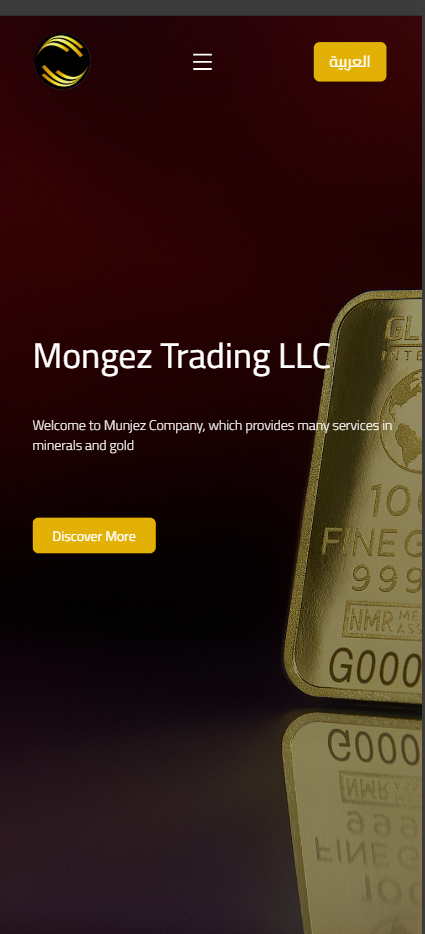 العربية
Mongez Trading LLC
Welcome to Munjez Company, which provides many services in
minerals and gold
Discover More
GL
INTE
100
FINE G
999
NMR ME
ASS
G000